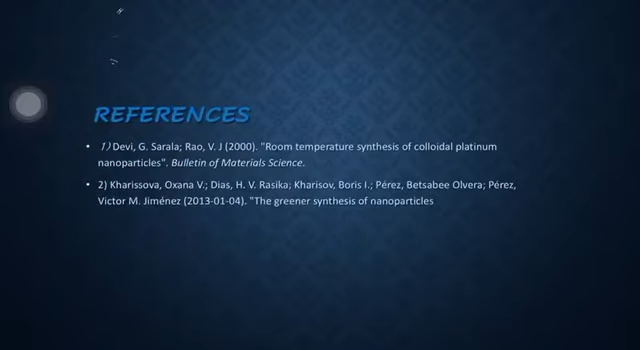 REFERENCES
• 1) Devi, G. Sarala; Rao, V. J (2000). "Room temperature synthesis of colloidal platinum
nanoparticles". Bulletin of Materials Science.
• 2) Kharissova, Oxana V.; Dias, H. V. Rasika; Kharisov, Boris I.; Pérez, Betsabee Olvera; Pérez,
Victor M. Jiménez (2013-01-04). "The greener synthesis of nanoparticles